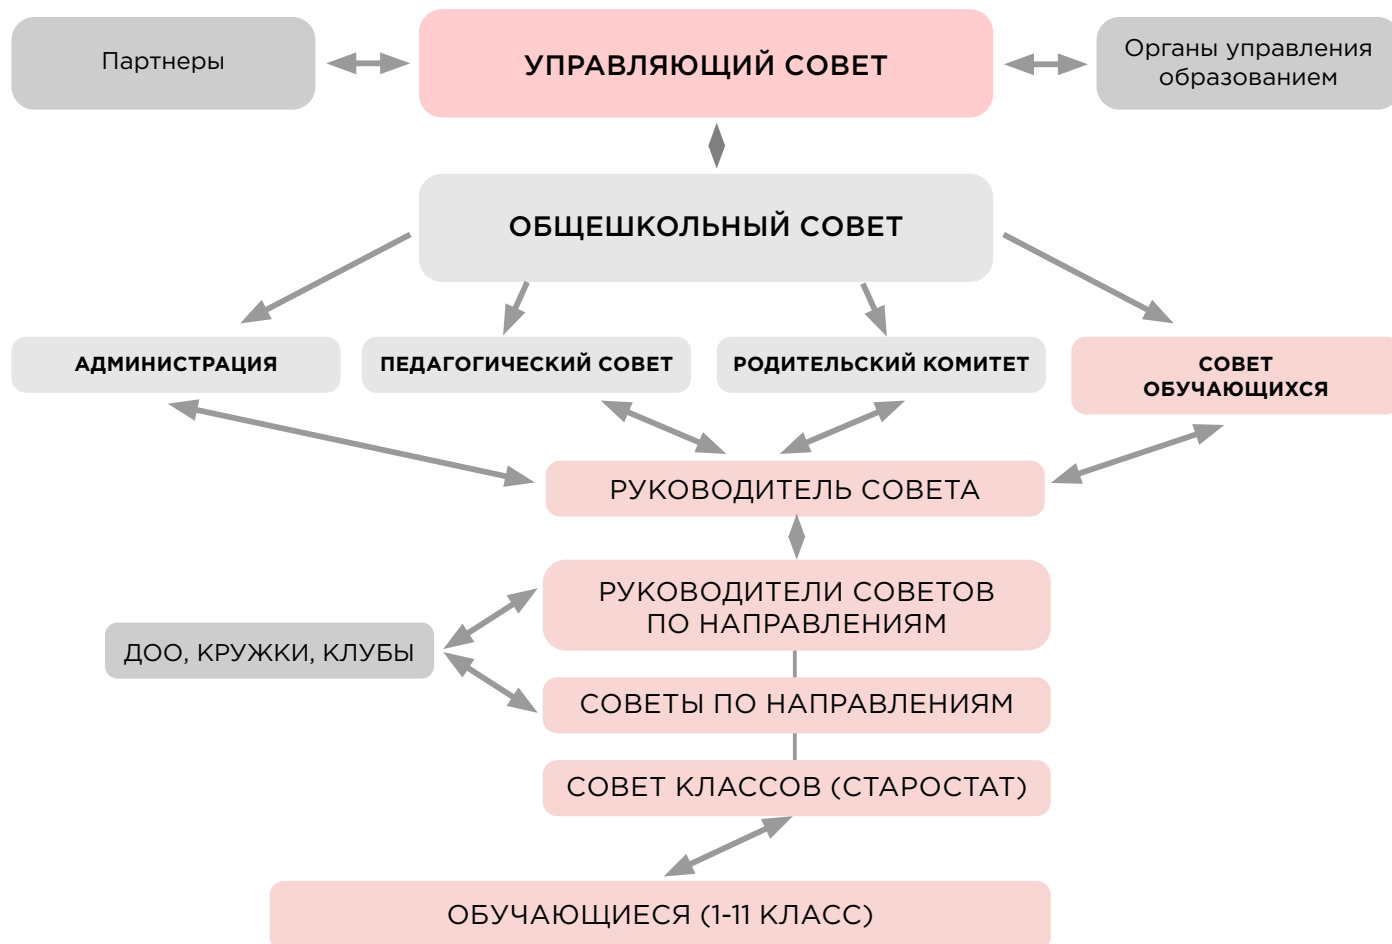 Партнеры
УПРАВЛЯЮЩИЙ СОВЕТ
Органы управления
образованием
ОБЩЕШКОЛЬНЫЙ СОВЕТ
АДМИНИСТРАЦИЯ
ПЕДАГОГИЧЕСКИЙ СОВЕТ
РОДИТЕЛЬСКИЙ КОМИТЕТ
СОВЕТ
ОБУЧАЮЩИХСЯ
РУКОВОДИТЕЛЬ СОВЕТА
РУКОВОДИТЕЛИ СОВЕТОВ
ПО НАПРАВЛЕНИЯМ
ДОО, КРУЖКИ, КЛУБЫ
СОВЕТЫ ПО НАПРАВЛЕНИЯМ
СОВЕТ КЛАССОВ (СТАРОСТАТ)
ОБУЧАЮЩИЕСЯ (1-11 КЛАСС)